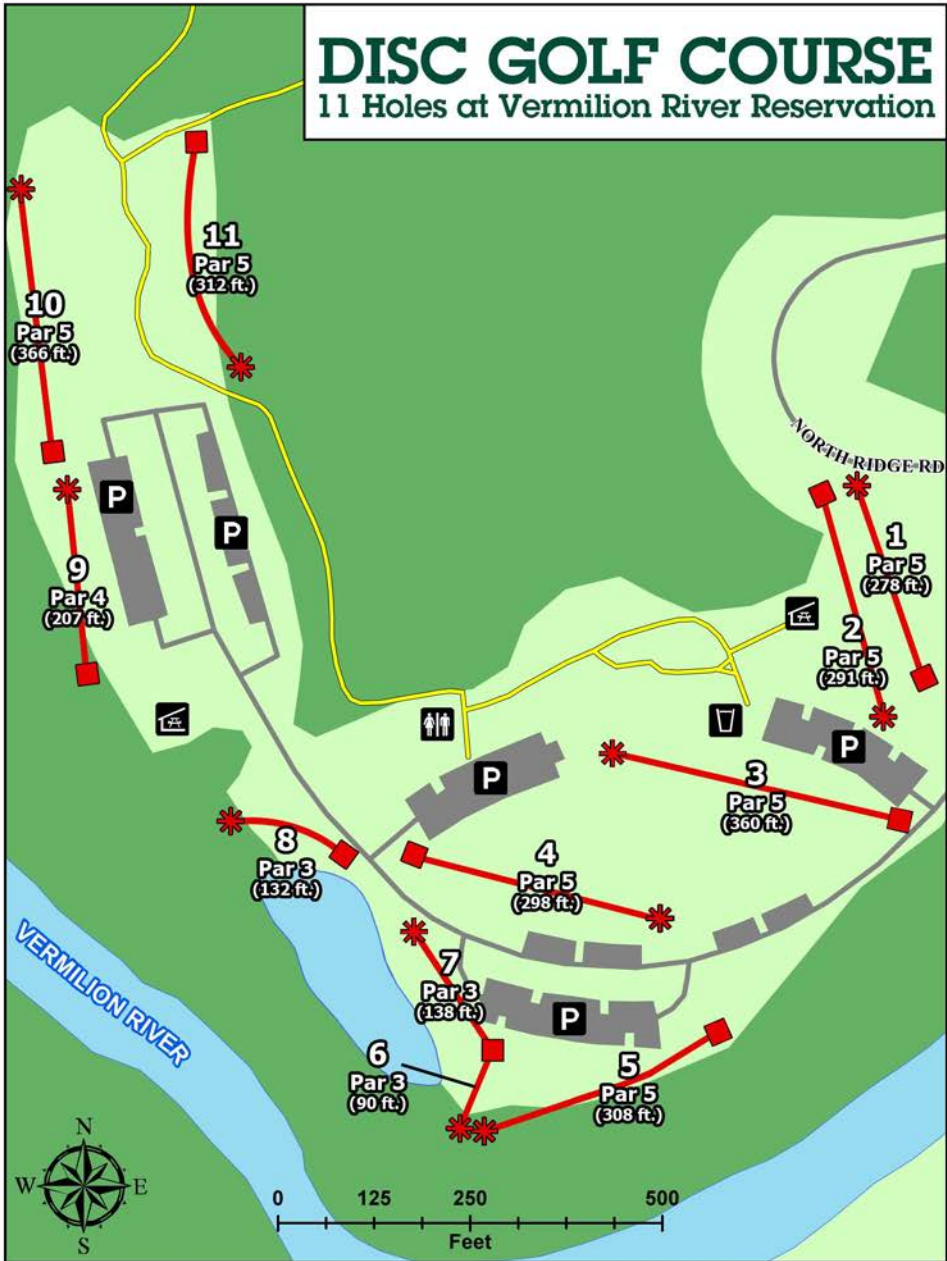 DISC GOLF COURSE
11 Holes at Vermilion River Reservation
11
Par 5
(312 ft.)
10
Par 5
(366 ft.)
NORTH RIDGE RD
P
P
1
Par 5
(278 ft.)
9
Par 4
(207 ft.)
2
Par 5
(291 ft.)
P
P
3
Par 5
(360 ft.)
8
Par 3
(132 ft.)
4
Par 5
(298 ft.)
VERMILION RIVER
7
Par 3
(138 ft.)
P
6
Par 3
(90 ft.)
5
Par 5
(308 ft.)
N
W E
S
0 125 250 500
Feet